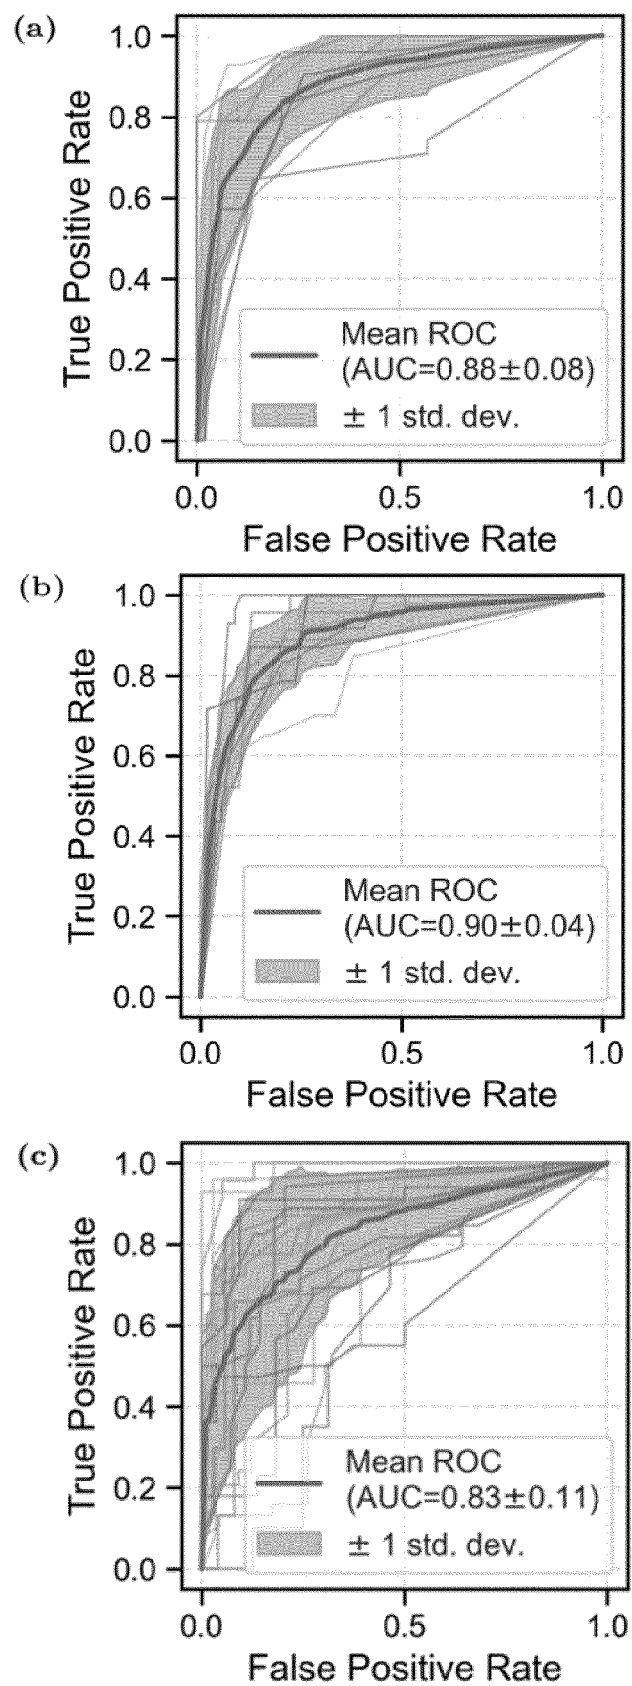 (a)
True Positive Rate
1.0
0.8
0.6
0.4
0.2
0.0
Mean ROC
(AUC=0.88±0.08)
± 1 std. dev.
0.0 0.5 1.0
False Positive Rate
(b)
True Positive Rate
1.0
0.8
0.6
0.4
0.2
0.0
Mean ROC
(AUC=0.90±0.04)
± 1 std. dev.
0.0 0.5 1.0
False Positive Rate
(c)
True Positive Rate
1.0
0.8
0.6
0.4
0.2
0.0
Mean ROC
(AUC=0.83±0.11)
± 1 std. dev.
0.0 0.5 1.0
False Positive Rate